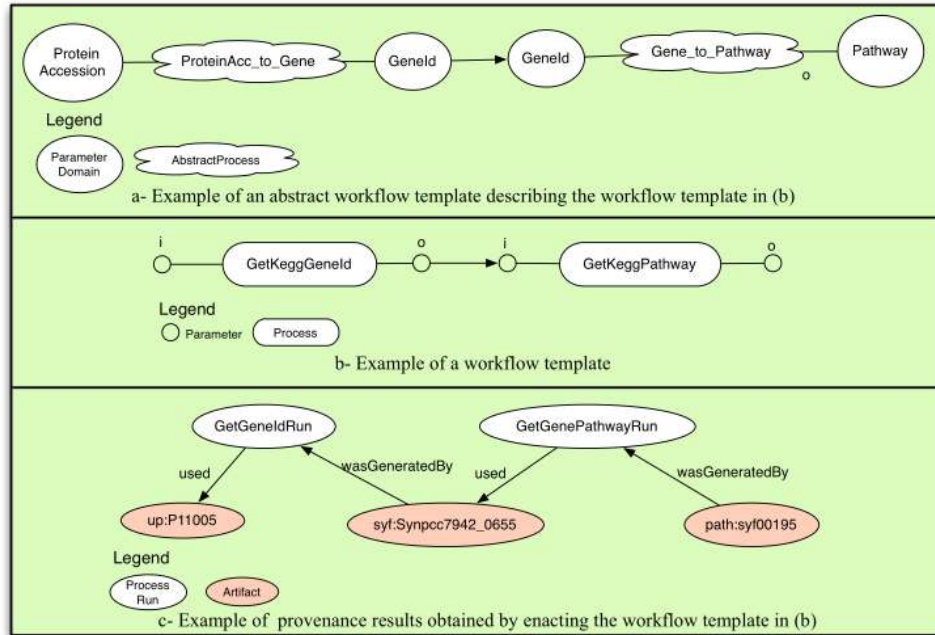 Protein
Accession
ProteinAcc_to_Gene
GeneId
GeneId
Gene_to_Pathway
o
Pathway
Legend
Parameter
Domain
AbstractProcess
a- Example of an abstract workflow template describing the workflow template in (b)
i
GetKeggGeneId
o
i
GetKeggPathway
o
Legend
Parameter
Process
b- Example of a workflow template
GetGeneIdRun
GetGenePathwayRun
used
wasGeneratedBy
used
wasGeneratedBy
up:P11005
syf:Synpcc7942_0655
path:syf00195
Legend
Process
Run
Artifact
c- Example of provenance results obtained by enacting the workflow template in (b)